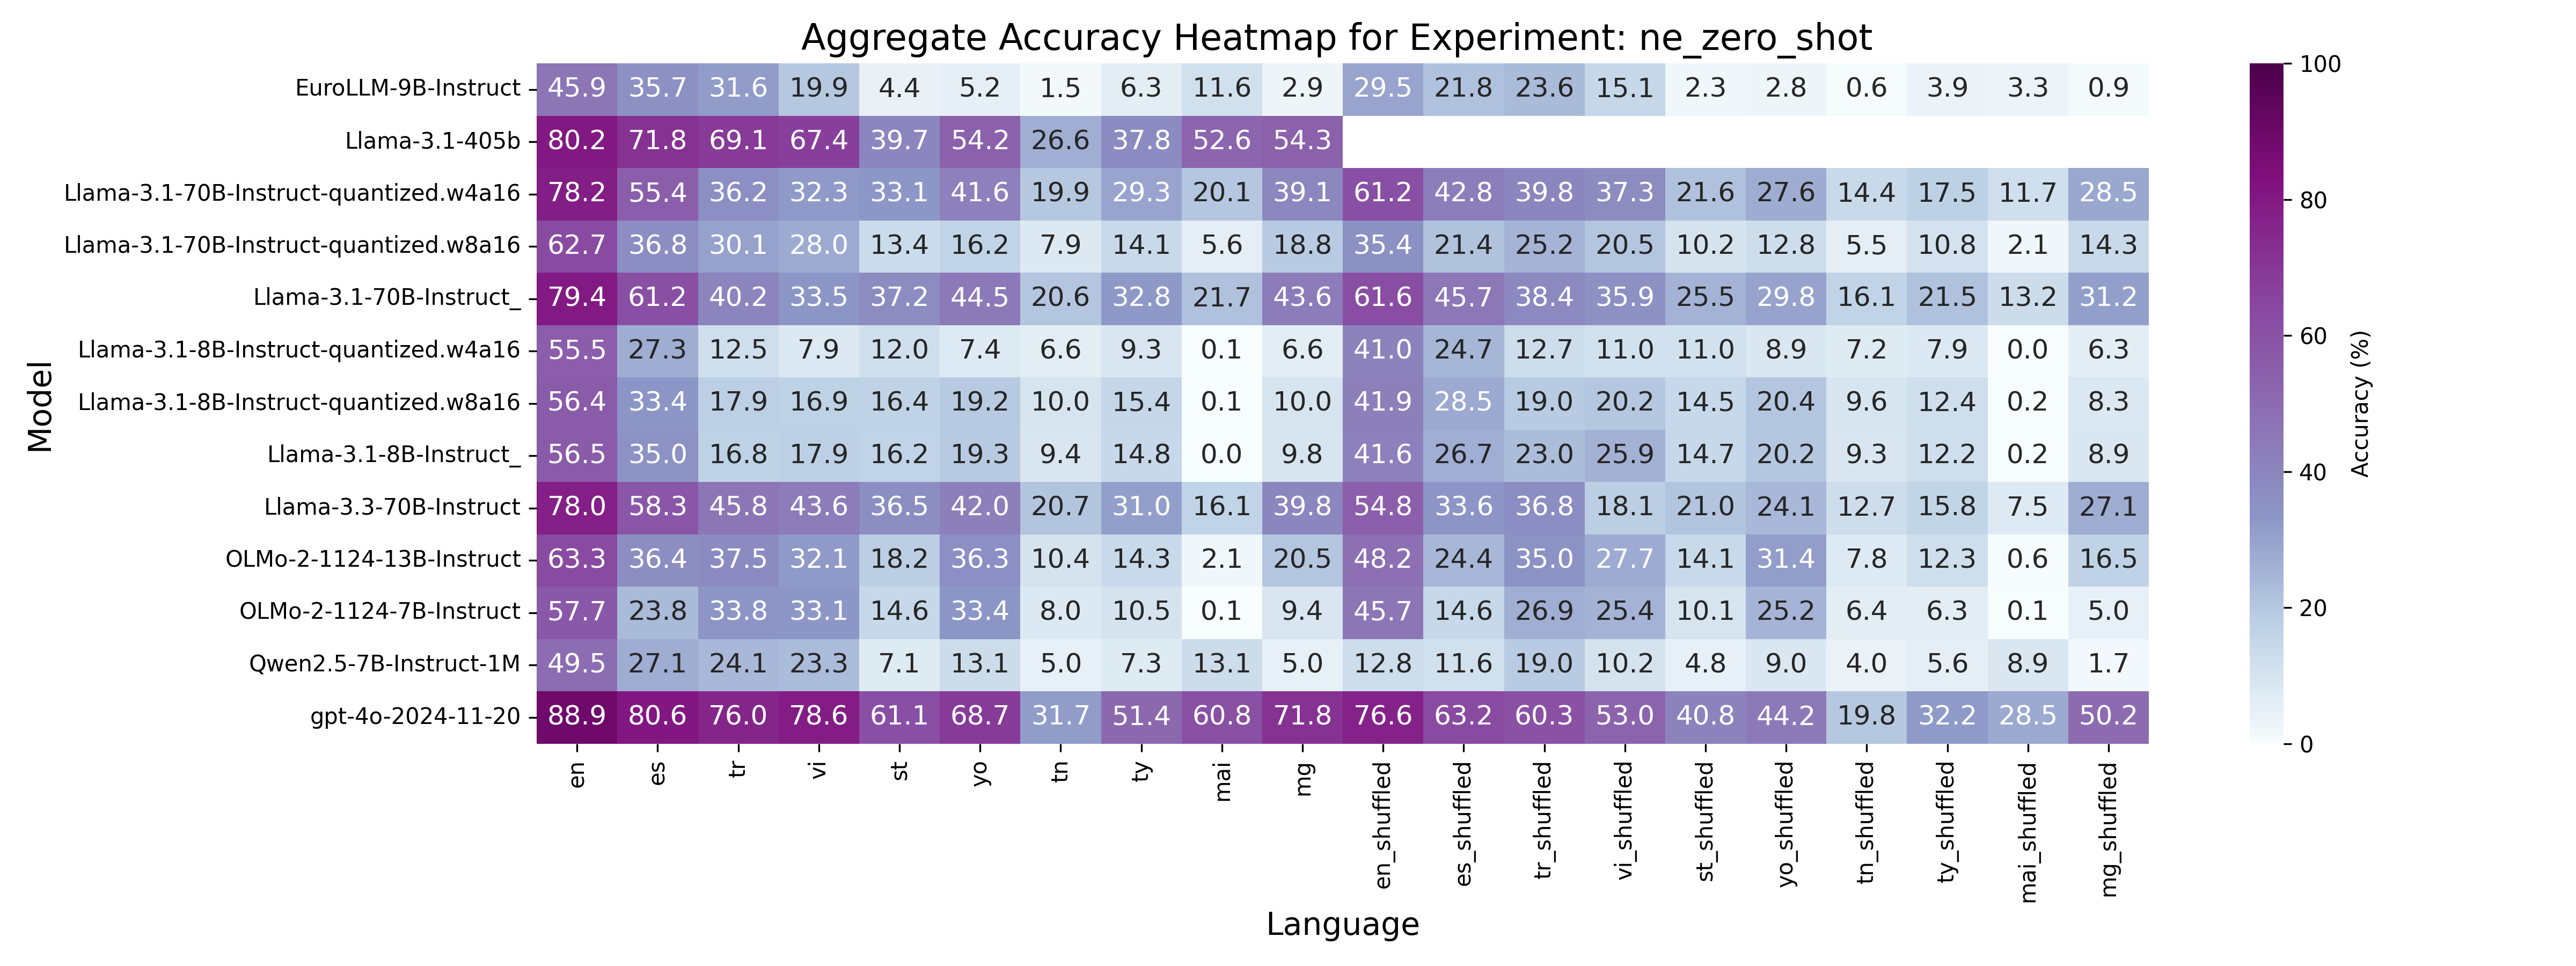 Aggregate Accuracy Heatmap for Experiment: ne_zero_shot
Model
EuroLLM-9B-Instruct 45.9 35.7 31.6 19.9 4.4 5.2 1.5 6.3 11.6 2.9 29.5 21.8 23.6 15.1 2.3 2.8 0.6 3.9 3.3 0.9
Llama-3.1-405b 80.2 71.8 69.1 67.4 39.7 54.2 26.6 37.8 52.6 54.3
Llama-3.1-70B-Instruct-quantized.w4a16 78.2 55.4 36.2 32.3 33.1 41.6 19.9 29.3 20.1 39.1 61.2 42.8 39.8 37.3 21.6 27.6 14.4 17.5 11.7 28.5
Llama-3.1-70B-Instruct-quantized.w8a16 62.7 36.8 30.1 28.0 13.4 16.2 7.9 14.1 5.6 18.8 35.4 21.4 25.2 20.5 10.2 12.8 5.5 10.8 2.1 14.3
Llama-3.1-70B-Instruct_ 79.4 61.2 40.2 33.5 37.2 44.5 20.6 32.8 21.7 43.6 61.6 45.7 38.4 35.9 25.5 29.8 16.1 21.5 13.2 31.2
Llama-3.1-8B-Instruct-quantized.w4a16 55.5 27.3 12.5 7.9 12.0 7.4 6.6 9.3 0.1 6.6 41.0 24.7 12.7 11.0 11.0 8.9 7.2 7.9 0.0 6.3
Llama-3.1-8B-Instruct-quantized.w8a16 56.4 33.4 17.9 16.9 16.4 19.2 10.0 15.4 0.1 10.0 41.9 28.5 19.0 20.2 14.5 20.4 9.6 12.4 0.2 8.3
Llama-3.1-8B-Instruct_ 56.5 35.0 16.8 17.9 16.2 19.3 9.4 14.8 0.0 9.8 41.6 26.7 23.0 25.9 14.7 20.2 9.3 12.2 0.2 8.9
Llama-3.3-70B-Instruct 78.0 58.3 45.8 43.6 36.5 42.0 20.7 31.0 16.1 39.8 54.8 33.6 36.8 18.1 21.0 24.1 12.7 15.8 7.5 27.1
OLMo-2-1124-13B-Instruct 63.3 36.4 37.5 32.1 18.2 36.3 10.4 14.3 2.1 20.5 48.2 24.4 35.0 27.7 14.1 31.4 7.8 12.3 0.6 16.5
OLMo-2-1124-7B-Instruct 57.7 23.8 33.8 33.1 14.6 33.4 8.0 10.5 0.1 9.4 45.7 14.6 26.9 25.4 10.1 25.2 6.4 6.3 0.1 5.0
Qwen2.5-7B-Instruct-1M 49.5 27.1 24.1 23.3 7.1 13.1 5.0 7.3 13.1 5.0 12.8 11.6 19.0 10.2 4.8 9.0 4.0 5.6 8.9 1.7
gpt-4o-2024-11-20 88.9 80.6 76.0 78.6 61.1 68.7 31.7 51.4 60.8 71.8 76.6 63.2 60.3 53.0 40.8 44.2 19.8 32.2 28.5 50.2
en es tr vi st yo tn ty mai mg en_shuffled es_shuffled tr_shuffled vi_shuffled st_shuffled yo_shuffled tn_shuffled ty_shuffled mai_shuffled mg_shuffled
Language
100
80
60
40
20
0
Accuracy (%)